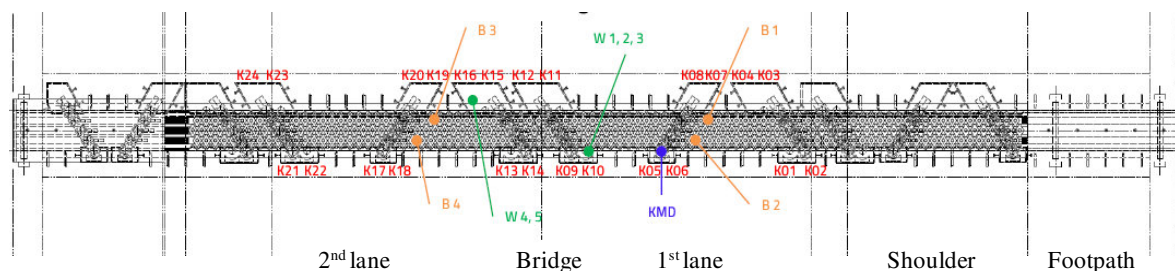 B 3
W 1, 2, 3
B 1
K24 K23
K20 K19 K16 K15 K12 K11
K08 K07 K04 K03
K21 K22
K17 K18
K13 K14
K09 K10
K05 K06
K01 K02
B 4
W 4, 5
KMD
B 2
2nd lane
Bridge
1st lane
Shoulder
Footpath